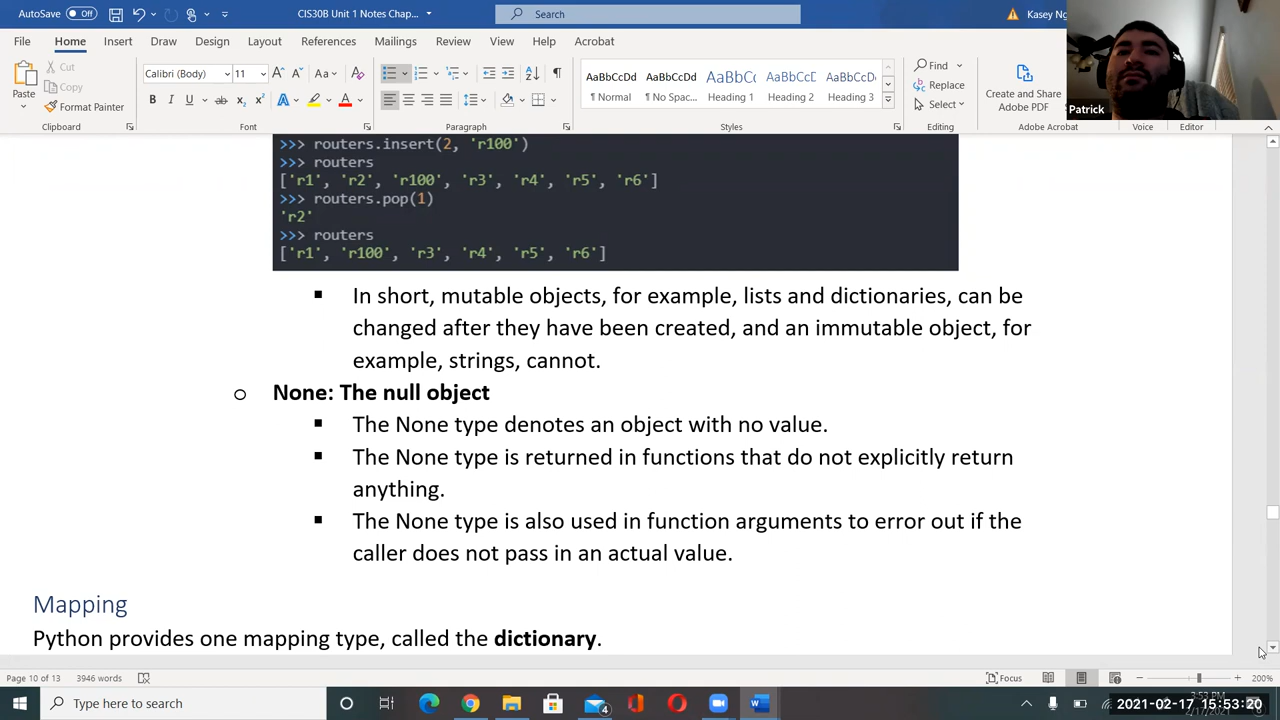 AutoSave Off CIS30B Unit 1 Notes Chap... Search Kasey Ng
File Home Insert Draw Design Layout References Mailings Review View Help Acrobat
Paste Cut Copy Format Painter
Calibri (Body) 11
AaBbCcDd AaBbCcDd AaBbCc AaBbCcDd AaBbCcDd
¶ Normal ¶ No Spac... Heading 1 Heading 2 Heading 3
Find Replace Select
Create and Share Adobe PDF
Patrick
Clipboard Font Paragraph Styles Editing Adobe Acrobat Voice Editor
>>> routers.insert(2, 'r100')
>>> routers
['r1', 'r2', 'r100', 'r3', 'r4', 'r5', 'r6']
>>> routers.pop(1)
'r2'
>>> routers
['r1', 'r100', 'r3', 'r4', 'r5', 'r6']
▪ In short, mutable objects, for example, lists and dictionaries, can be
changed after they have been created, and an immutable object, for
example, strings, cannot.
o None: The null object
▪ The None type denotes an object with no value.
▪ The None type is returned in functions that do not explicitly return
anything.
▪ The None type is also used in function arguments to error out if the
caller does not pass in an actual value.
Mapping
Python provides one mapping type, called the dictionary.
Page 10 of 13 3946 words Focus 200%
Type here to search 4 3:53 PM
2021-02-17 15:53:20